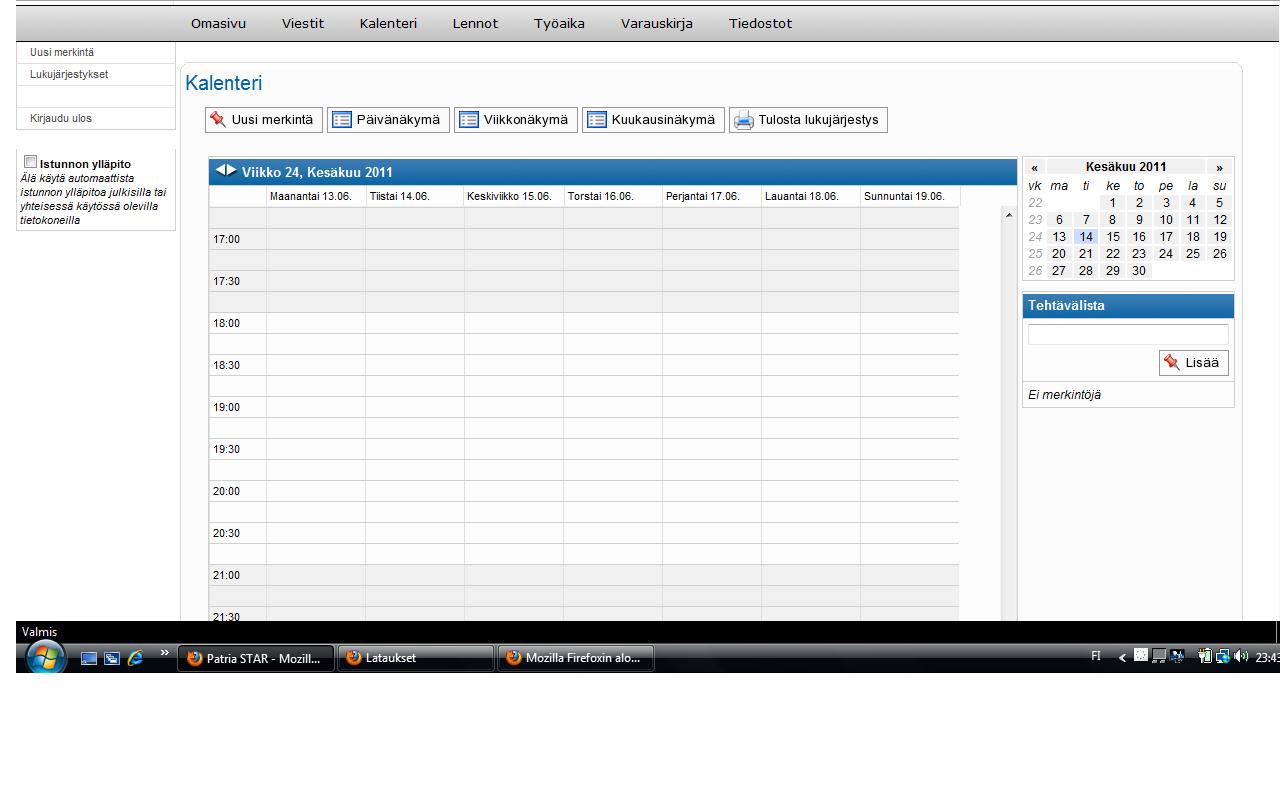 Omasivu Viestit Kalenteri Lennot Työaika Varauskirja Tiedostot
Uusi merkintä
Lukujärjestykset
Kirjaudu ulos
Istunnon ylläpito
Älä käytä automaattista
istunnon ylläpitoa julkisilla tai
yhteisessä käytössä olevilla
tietokoneilla
Kalenteri
Uusi merkintä Päivänäkymä Viikkonäkymä Kuukausinäkymä Tulosta lukujärjestys
Viikko 24, Kesäkuu 2011
Maanantai 13.06. Tiistai 14.06. Keskiviikko 15.06. Torstai 16.06. Perjantai 17.06. Lauantai 18.06. Sunnuntai 19.06.
17:00
17:30
18:00
18:30
19:00
19:30
20:00
20:30
21:00
21:30
« Kesäkuu 2011 »
vk ma ti ke to pe la su
22 1 2 3 4 5
23 6 7 8 9 10 11 12
24 13 14 15 16 17 18 19
25 20 21 22 23 24 25 26
26 27 28 29 30
Tehtävälista
Lisää
Ei merkintöjä
Valmis
» Patria STAR - Mozill... Lataukset Mozilla Firefoxin alo... FI < 23:43